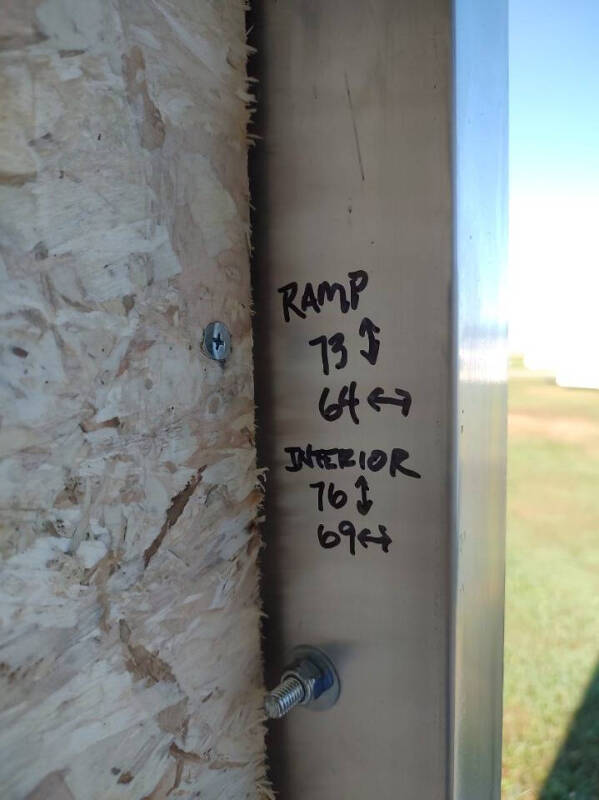 RAMP
73 ↕
64 ↔
INTERIOR
76 ↕
69 ↔